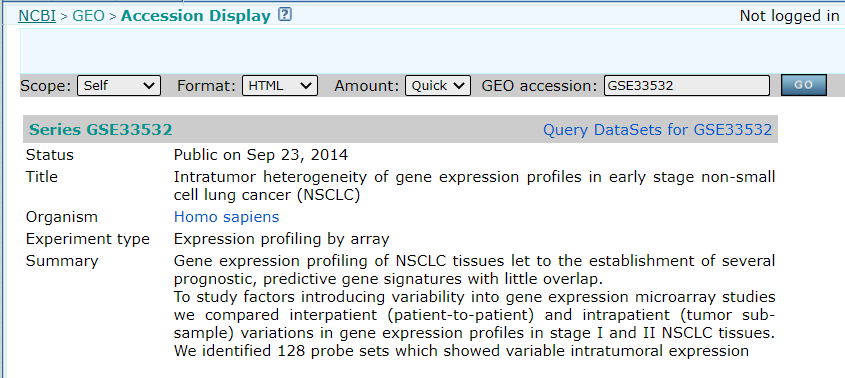 NCBI > GEO > Accession Display ? Not logged in
Scope: Self Format: HTML Amount: Quick GEO accession: GSE33532 GO
Series GSE33532 Query DataSets for GSE33532
Status Public on Sep 23, 2014
Title Intratumor heterogeneity of gene expression profiles in early stage non-small
cell lung cancer (NSCLC)
Organism Homo sapiens
Experiment type Expression profiling by array
Summary Gene expression profiling of NSCLC tissues let to the establishment of several
prognostic, predictive gene signatures with little overlap.
To study factors introducing variability into gene expression microarray studies
we compared interpatient (patient-to-patient) and intrapatient (tumor sub-
sample) variations in gene expression profiles in stage I and II NSCLC tissues.
We identified 128 probe sets which showed variable intratumoral expression